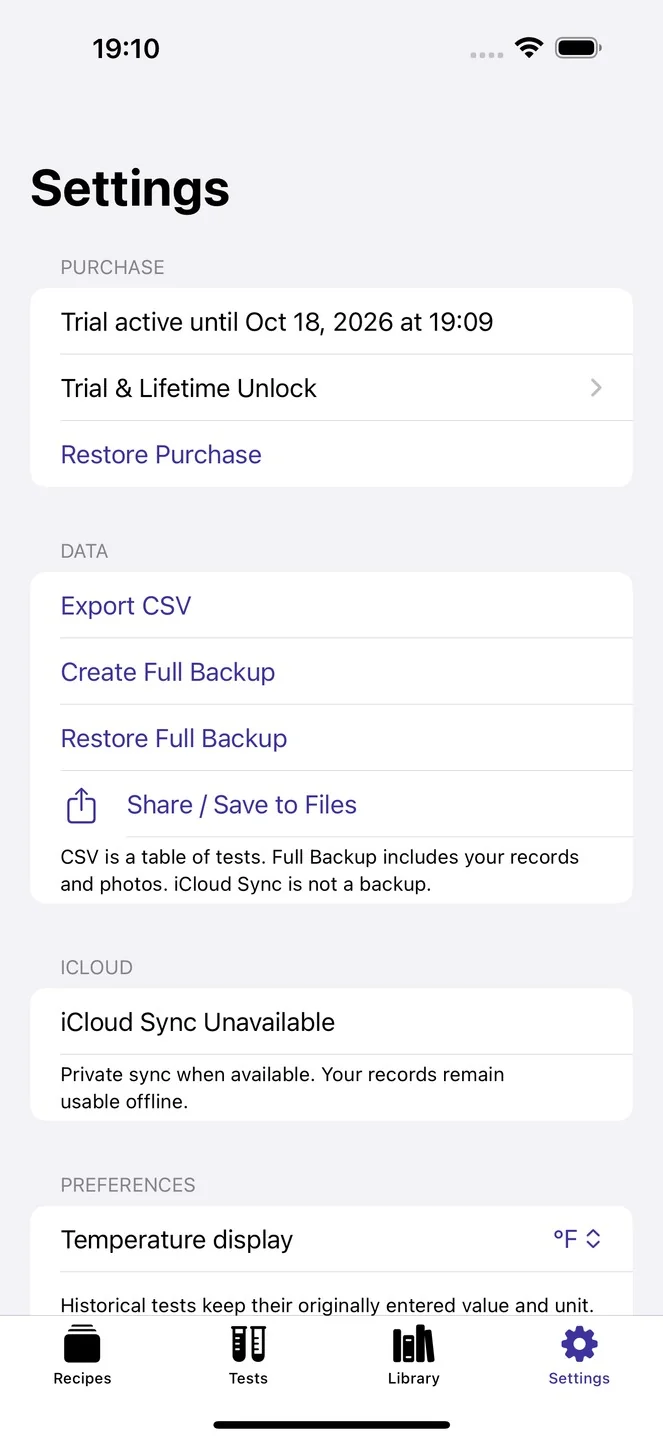 19:10
Settings
PURCHASE
Trial active until Oct 18, 2026 at 19:09
Trial & Lifetime Unlock
Restore Purchase
DATA
Export CSV
Create Full Backup
Restore Full Backup
Share / Save to Files
CSV is a table of tests. Full Backup includes your records
and photos. iCloud Sync is not a backup.
ICLOUD
iCloud Sync Unavailable
Private sync when available. Your records remain
usable offline.
PREFERENCES
Temperature display °F
Historical tests keep their originally entered value and unit.
Recipes Tests Library Settings